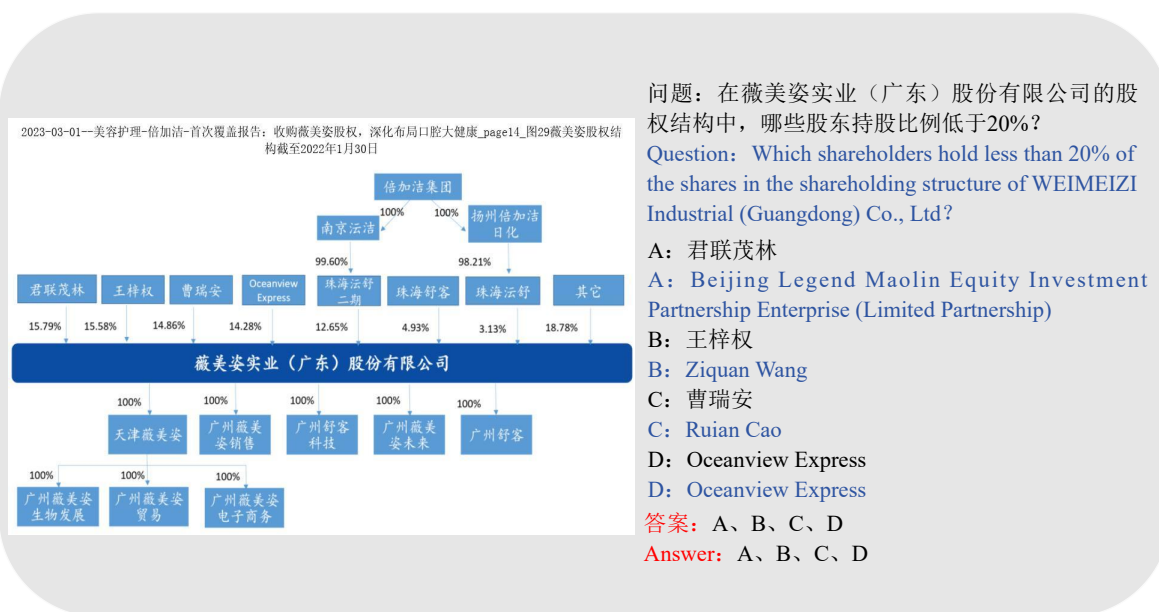 2023-03-01--美容护理-倍加洁-首次覆盖报告：收购薇美姿股权，深化布局口腔大健康_page14_图29薇美姿股权结
构截至2022年1月30日
倍加洁集团
100%
100%
南京沄洁
扬州倍加洁
日化
99.60%
98.21%
君联茂林
王梓权
曹瑞安
Oceanview
Express
珠海沄舒
二期
珠海舒客
珠海沄舒
其它
15.79%
15.58%
14.86%
14.28%
12.65%
4.93%
3.13%
18.78%
薇美姿实业（广东）股份有限公司
100%
100%
100%
100%
100%
天津薇美姿
广州薇美
姿销售
广州舒客
科技
广州薇美
姿未来
广州舒客
100%
100%
100%
广州薇美姿
生物发展
广州薇美姿
贸易
广州薇美姿
电子商务
问题：在薇美姿实业（广东）股份有限公司的股
权结构中，哪些股东持股比例低于20%？
Question：Which shareholders hold less than 20% of
the shares in the shareholding structure of WEIMEIZI
Industrial (Guangdong) Co., Ltd？
A：君联茂林
A：Beijing Legend Maolin Equity Investment
Partnership Enterprise (Limited Partnership)
B：王梓权
B：Ziquan Wang
C：曹瑞安
C：Ruian Cao
D：Oceanview Express
D：Oceanview Express
答案：A、B、C、D
Answer：A、B、C、D